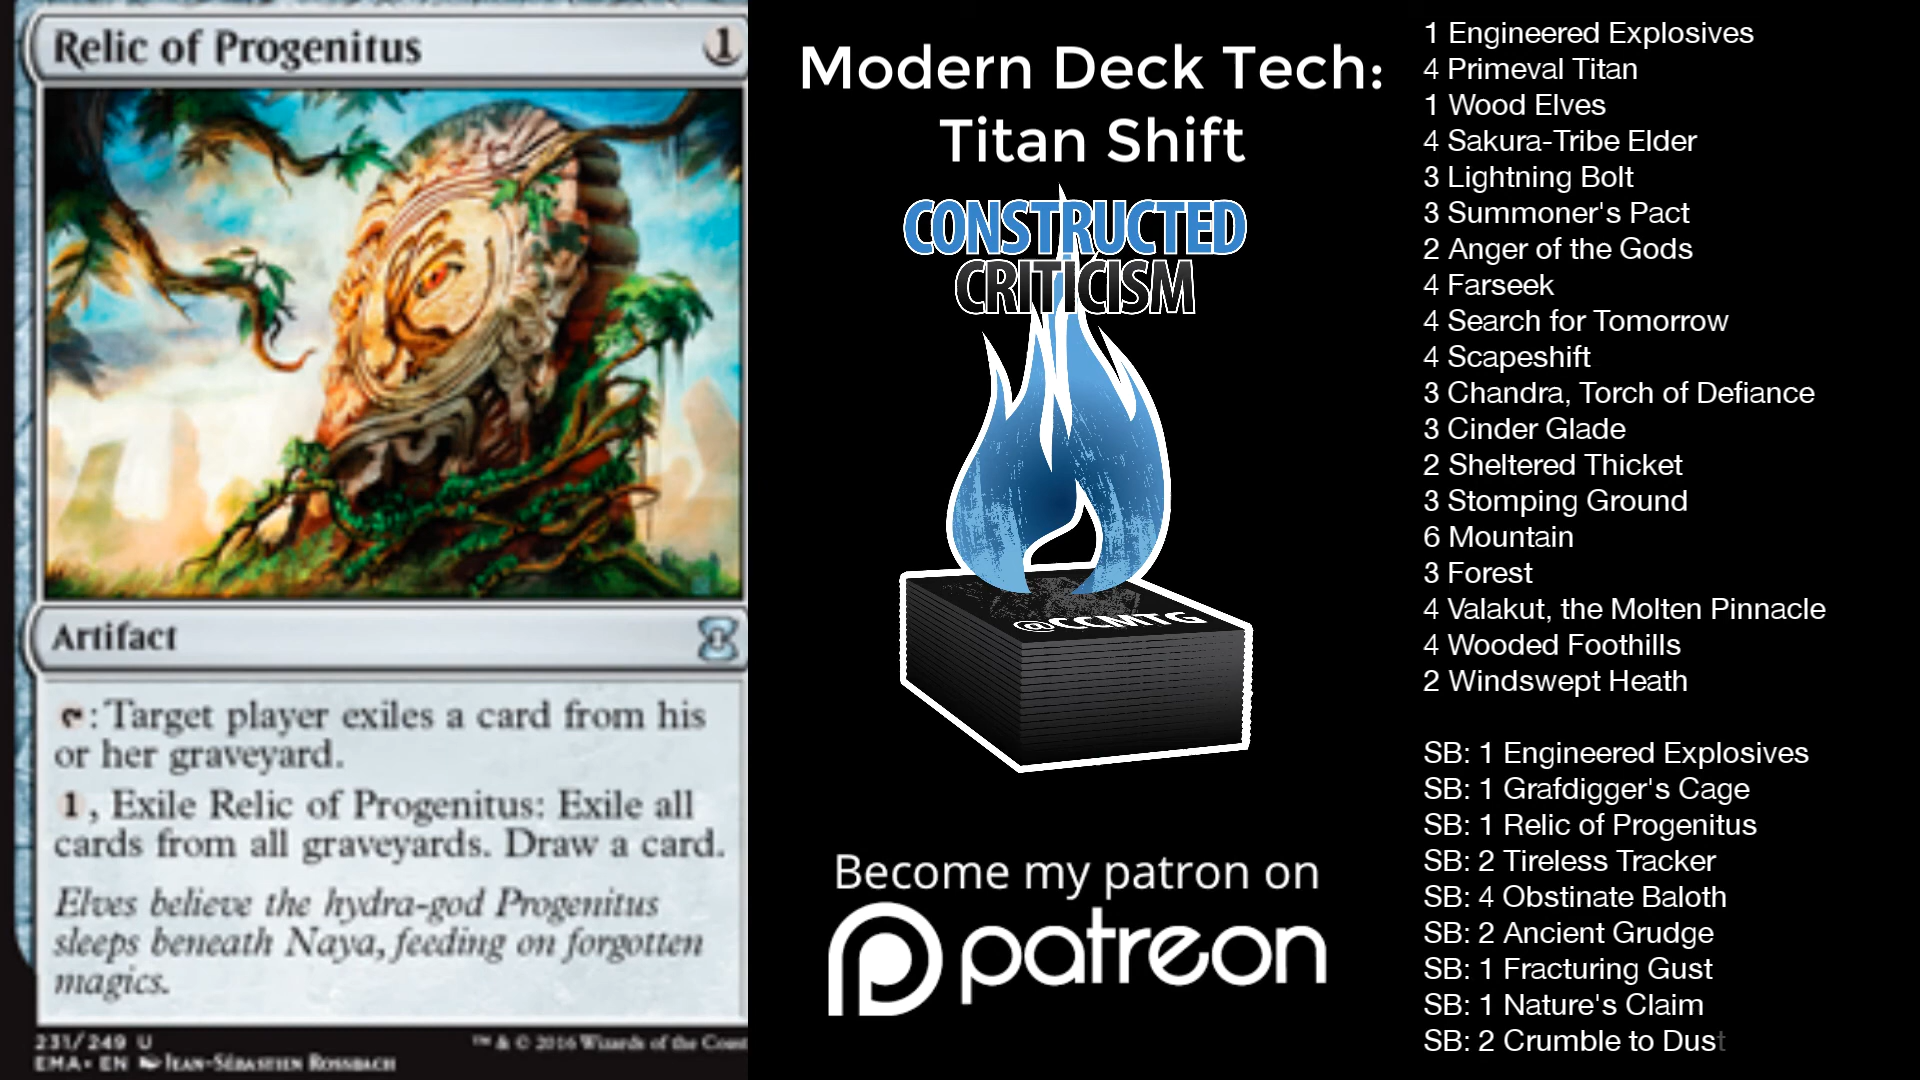 Relic of Progenitus 1
Artifact
: Target player exiles a card from his
or her graveyard.
1, Exile Relic of Progenitus: Exile all
cards from all graveyards. Draw a card.
Elves believe the hydra-god Progenitus
sleeps beneath Naya, feeding on forgotten
magics.
231/249 U
™ & © 2016 Wizards of the Coast
EMA • EN Jean-Sébastien Rossbach
Modern Deck Tech:
Titan Shift
CONSTRUCTED
CRITICISM
@CCMTG
Become my patron on
patreon
1 Engineered Explosives
4 Primeval Titan
1 Wood Elves
4 Sakura-Tribe Elder
3 Lightning Bolt
3 Summoner's Pact
2 Anger of the Gods
4 Farseek
4 Search for Tomorrow
4 Scapeshift
3 Chandra, Torch of Defiance
3 Cinder Glade
2 Sheltered Thicket
3 Stomping Ground
6 Mountain
3 Forest
4 Valakut, the Molten Pinnacle
4 Wooded Foothills
2 Windswept Heath
SB: 1 Engineered Explosives
SB: 1 Grafdigger's Cage
SB: 1 Relic of Progenitus
SB: 2 Tireless Tracker
SB: 4 Obstinate Baloth
SB: 2 Ancient Grudge
SB: 1 Fracturing Gust
SB: 1 Nature's Claim
SB: 2 Crumble to Dust